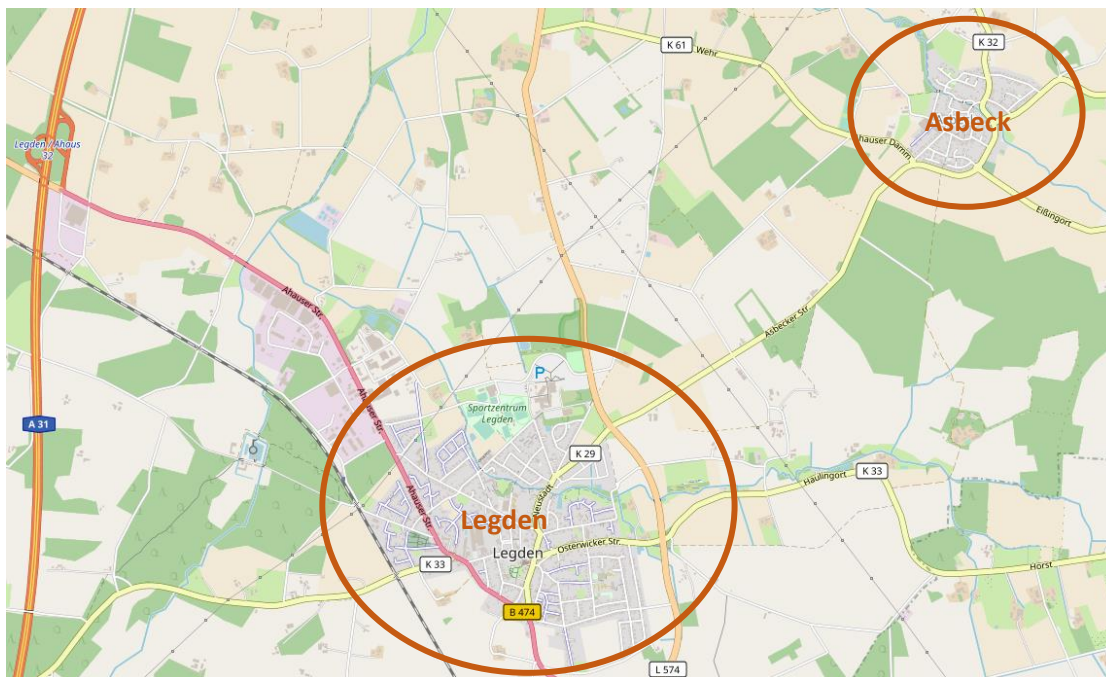 K 61
Wehr
K 32
Asbeck
Legden / Ahaus
32
hauser Damm
Eißingort
Ahauser Str.
Asbecker Str.
P
Sportzentrum
Legden
Ahauser Str.
A 31
K 29
K 33
Haulingort
Neustadt
Ahauser Str.
Legden
Osterwicker Str.
Legden
K 33
Horst
B 474
L 574